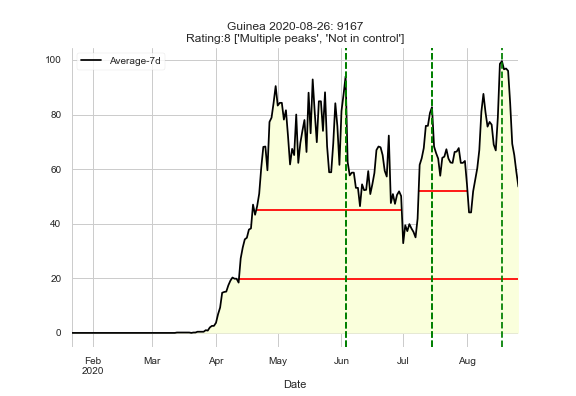 Guinea 2020-08-26: 9167
Rating:8 ['Multiple peaks', 'Not in control']
Average-7d
100
80
60
40
20
0
Feb
2020
Mar
Apr
May
Jun
Jul
Aug
Date